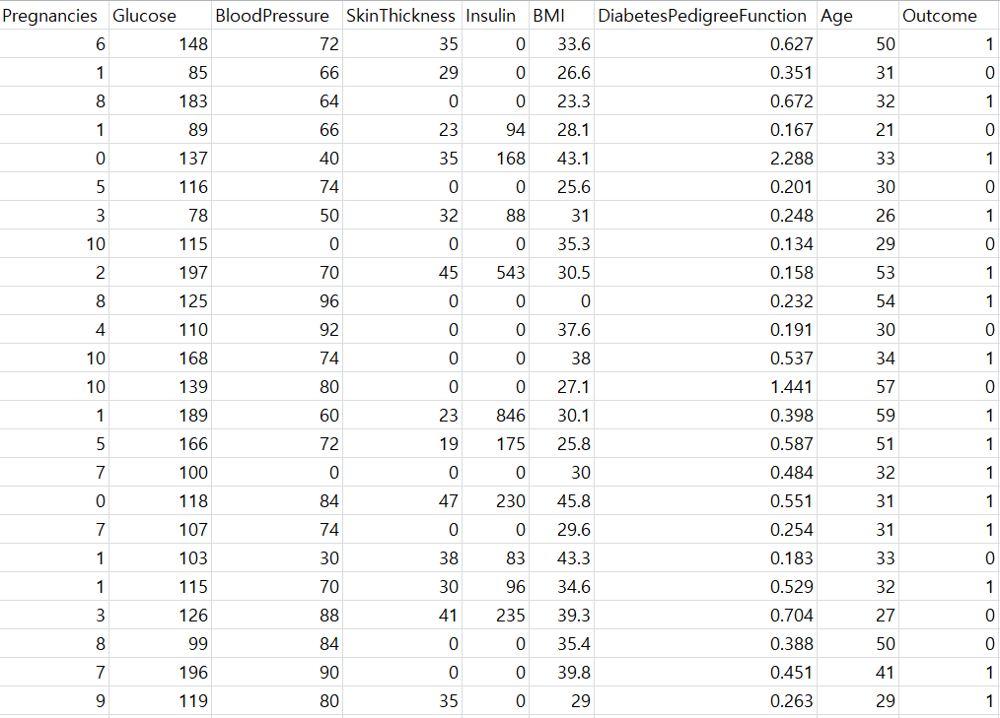 Pregnancies Glucose BloodPressure SkinThickness Insulin BMI DiabetesPedigreeFunction Age Outcome
6 148 72 35 0 33.6 0.627 50 1
1 85 66 29 0 26.6 0.351 31 0
8 183 64 0 0 23.3 0.672 32 1
1 89 66 23 94 28.1 0.167 21 0
0 137 40 35 168 43.1 2.288 33 1
5 116 74 0 0 25.6 0.201 30 0
3 78 50 32 88 31 0.248 26 1
10 115 0 0 0 35.3 0.134 29 0
2 197 70 45 543 30.5 0.158 53 1
8 125 96 0 0 0 0.232 54 1
4 110 92 0 0 37.6 0.191 30 0
10 168 74 0 0 38 0.537 34 1
10 139 80 0 0 27.1 1.441 57 0
1 189 60 23 846 30.1 0.398 59 1
5 166 72 19 175 25.8 0.587 51 1
7 100 0 0 0 30 0.484 32 1
0 118 84 47 230 45.8 0.551 31 1
7 107 74 0 0 29.6 0.254 31 1
1 103 30 38 83 43.3 0.183 33 0
1 115 70 30 96 34.6 0.529 32 1
3 126 88 41 235 39.3 0.704 27 0
8 99 84 0 0 35.4 0.388 50 0
7 196 90 0 0 39.8 0.451 41 1
9 119 80 35 0 29 0.263 29 1